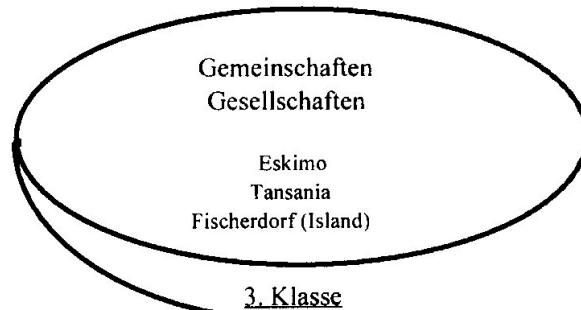 Gemeinschaften
Gesellschaften
Eskimo
Tansania
Fischerdorf (Island)
3. Klasse